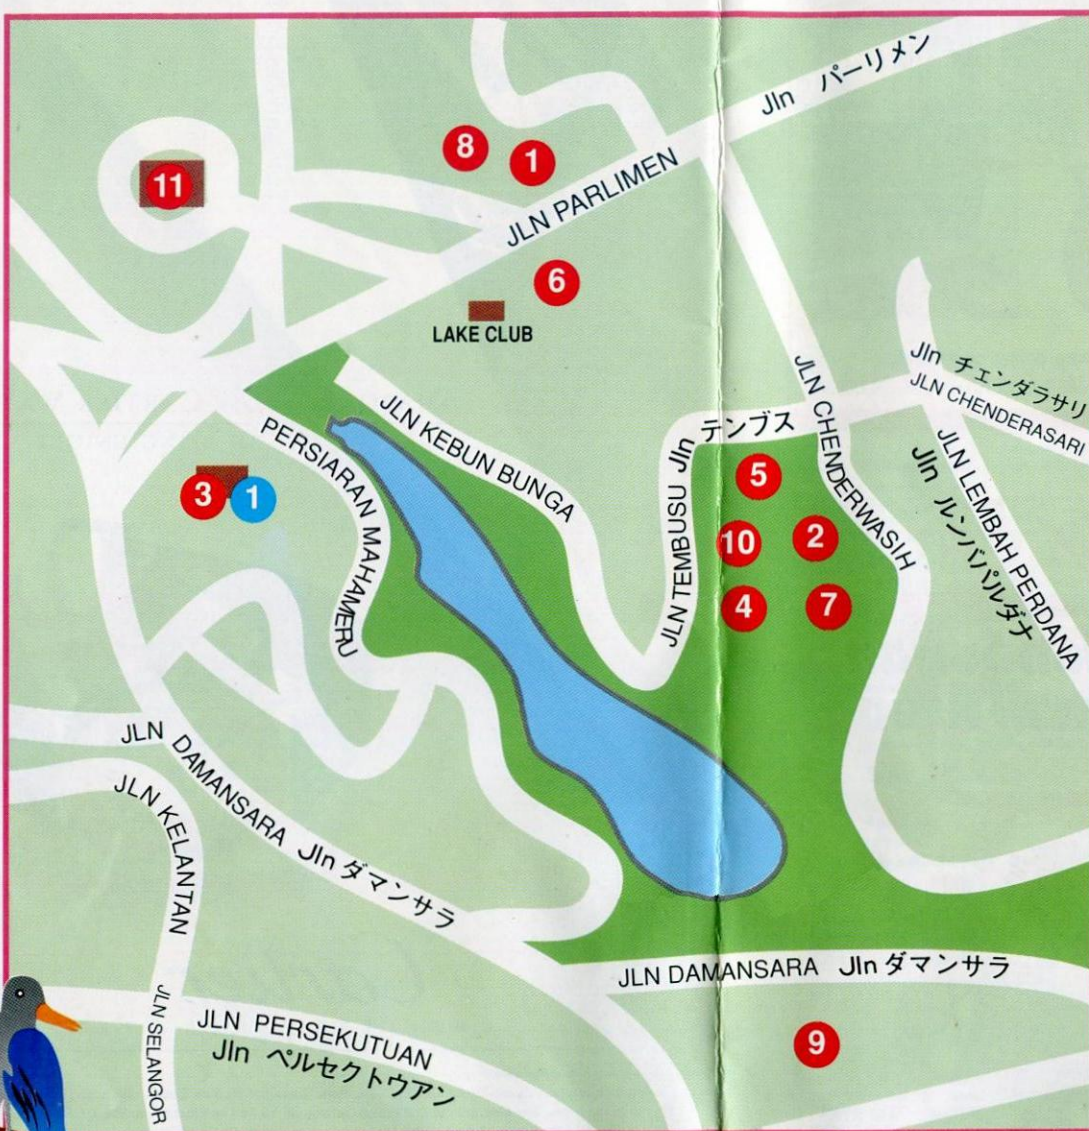 Jln パーリメン
JLN PARLIMEN
8
1
11
6
LAKE CLUB
Jln チェンダラサリ
JLN CHENDERASARI
JLN CHENDERWASIH
JLN KEBUN BUNGA
PERSIARAN MAHAMERU
JLN TEMBUSU Jln テンブス
JLN LEMBAH PERDANA
Jln ルンババパルダナ
5
3
1
10
2
4
7
JLN DAMANSARA Jln ダマンサラ
JLN KELANTAN
JLN DAMANSARA Jln ダマンサラ
JLN SELANGOR
JLN PERSEKUTUAN
Jln ペルセクトウアン
9